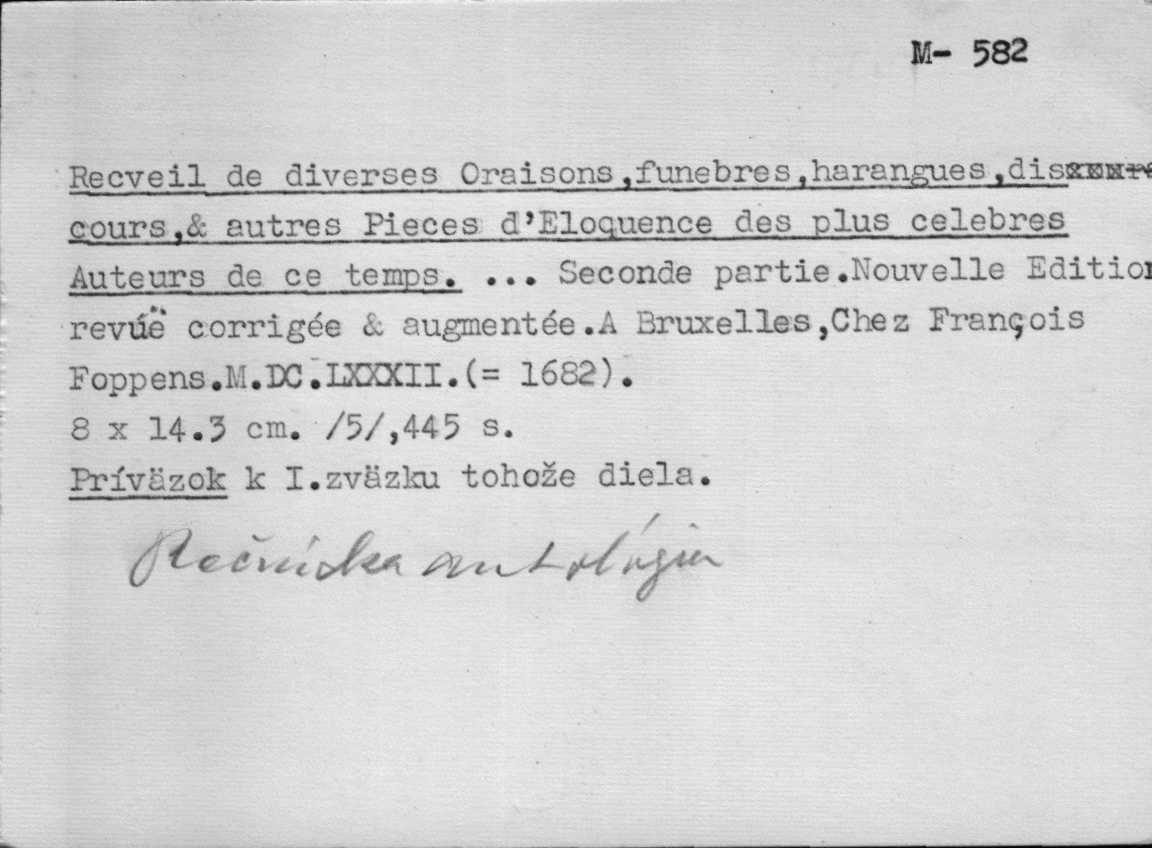 M- 582
Recveil de diverses Oraisons,funebres,harangues,dis
cours,& autres Pieces d'Eloquence des plus celebres
Auteurs de ce temps. ... Seconde partie.Nouvelle Edition
revúë corrigée & augmentée.A Bruxelles,Chez François
Foppens.M.DC.LXXXII.(= 1682).
8 x 14.3 cm. /5/,445 s.
Príväzok k I.zväzku tohože diela.
Rečnícka antológia